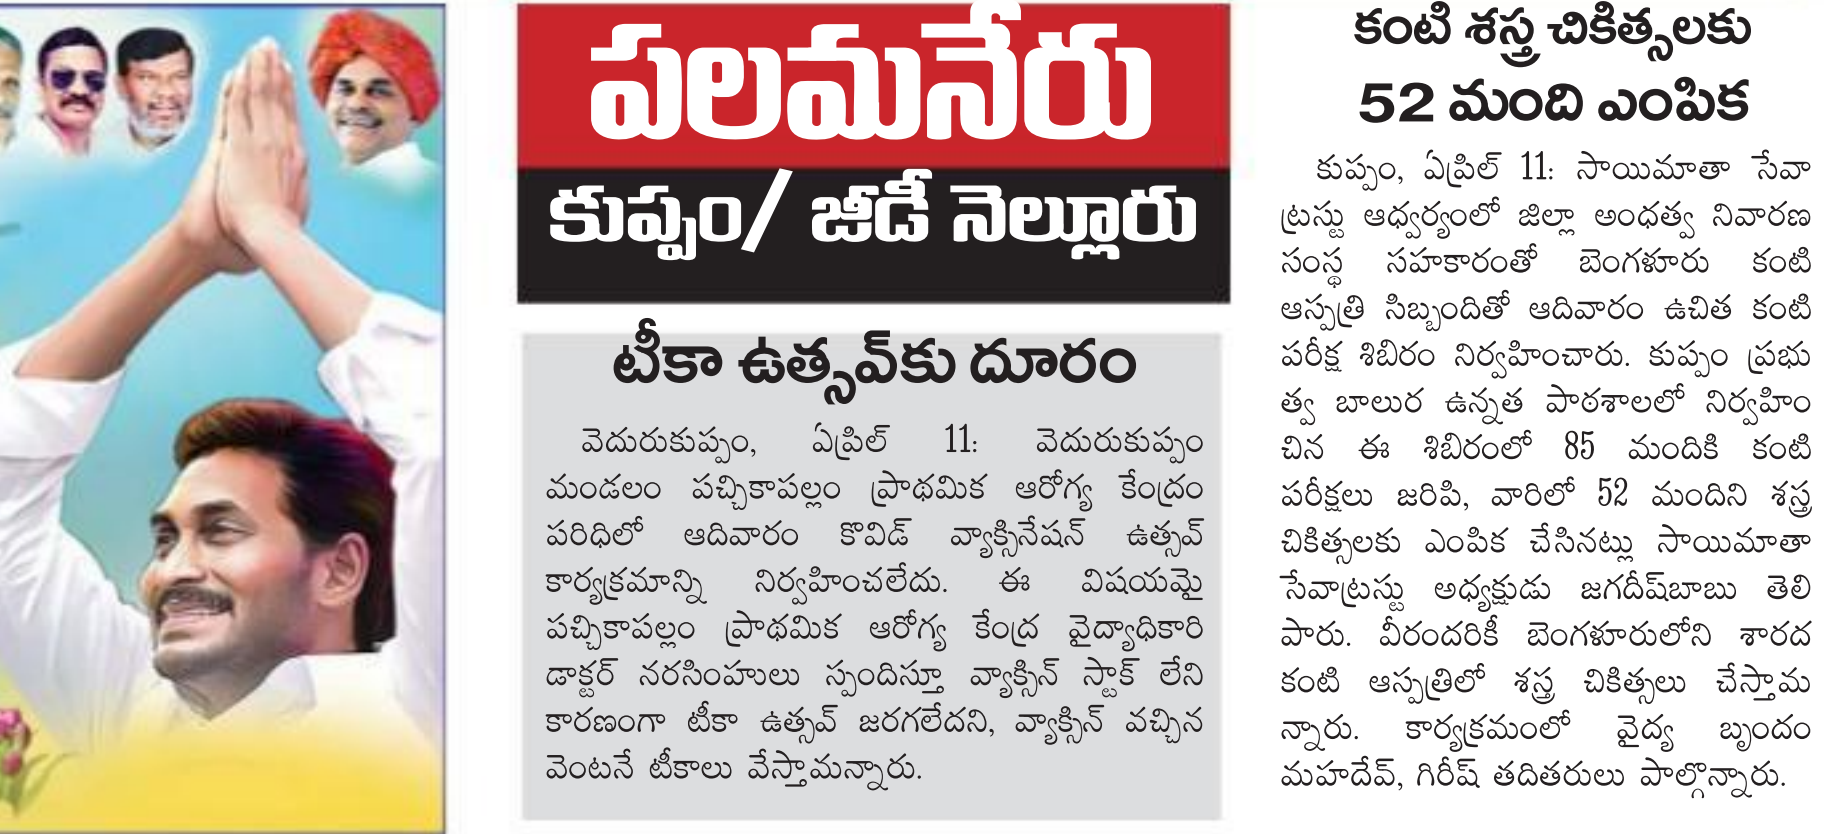 పలమనేరు
కుప్పం/ జీడీ నెల్లూరు
టీకా ఉత్సవ్‌కు దూరం
వెదురుకుప్పం, ఏప్రిల్ 11: వెదురుకుప్పం
మండలం పచ్చికాపల్లం ప్రాథమిక ఆరోగ్య కేంద్రం
పరిధిలో ఆదివారం కొవిడ్ వ్యాక్సినేషన్ ఉత్సవ్
కార్యక్రమాన్ని నిర్వహించలేదు. ఈ విషయమై
పచ్చికాపల్లం ప్రాథమిక ఆరోగ్య కేంద్ర వైద్యాధికారి
డాక్టర్ నరసింహులు స్పందిస్తూ వ్యాక్సిన్ స్టాక్ లేని
కారణంగా టీకా ఉత్సవ్ జరగలేదని, వ్యాక్సిన్ వచ్చిన
వెంటనే టీకాలు వేస్తామన్నారు.
కంటి శస్త్ర చికిత్సలకు
52 మంది ఎంపిక
కుప్పం, ఏప్రిల్ 11: సాయిమాతా సేవా
ట్రస్టు ఆధ్వర్యంలో జిల్లా అంధత్వ నివారణ
సంస్థ సహకారంతో బెంగళూరు కంటి
ఆస్పత్రి సిబ్బందితో ఆదివారం ఉచిత కంటి
పరీక్ష శిబిరం నిర్వహించారు. కుప్పం ప్రభు
త్వ బాలుర ఉన్నత పాఠశాలలో నిర్వహిం
చిన ఈ శిబిరంలో 85 మందికి కంటి
పరీక్షలు జరిపి, వారిలో 52 మందిని శస్త్ర
చికిత్సలకు ఎంపిక చేసినట్లు సాయిమాతా
సేవాట్రస్టు అధ్యక్షుడు జగదీష్‌బాబు తెలి
పారు. వీరందరికీ బెంగళూరులోని శారద
కంటి ఆస్పత్రిలో శస్త్ర చికిత్సలు చేస్తామ
న్నారు. కార్యక్రమంలో వైద్య బృందం
మహదేవ్, గిరీష్ తదితరులు పాల్గొన్నారు.